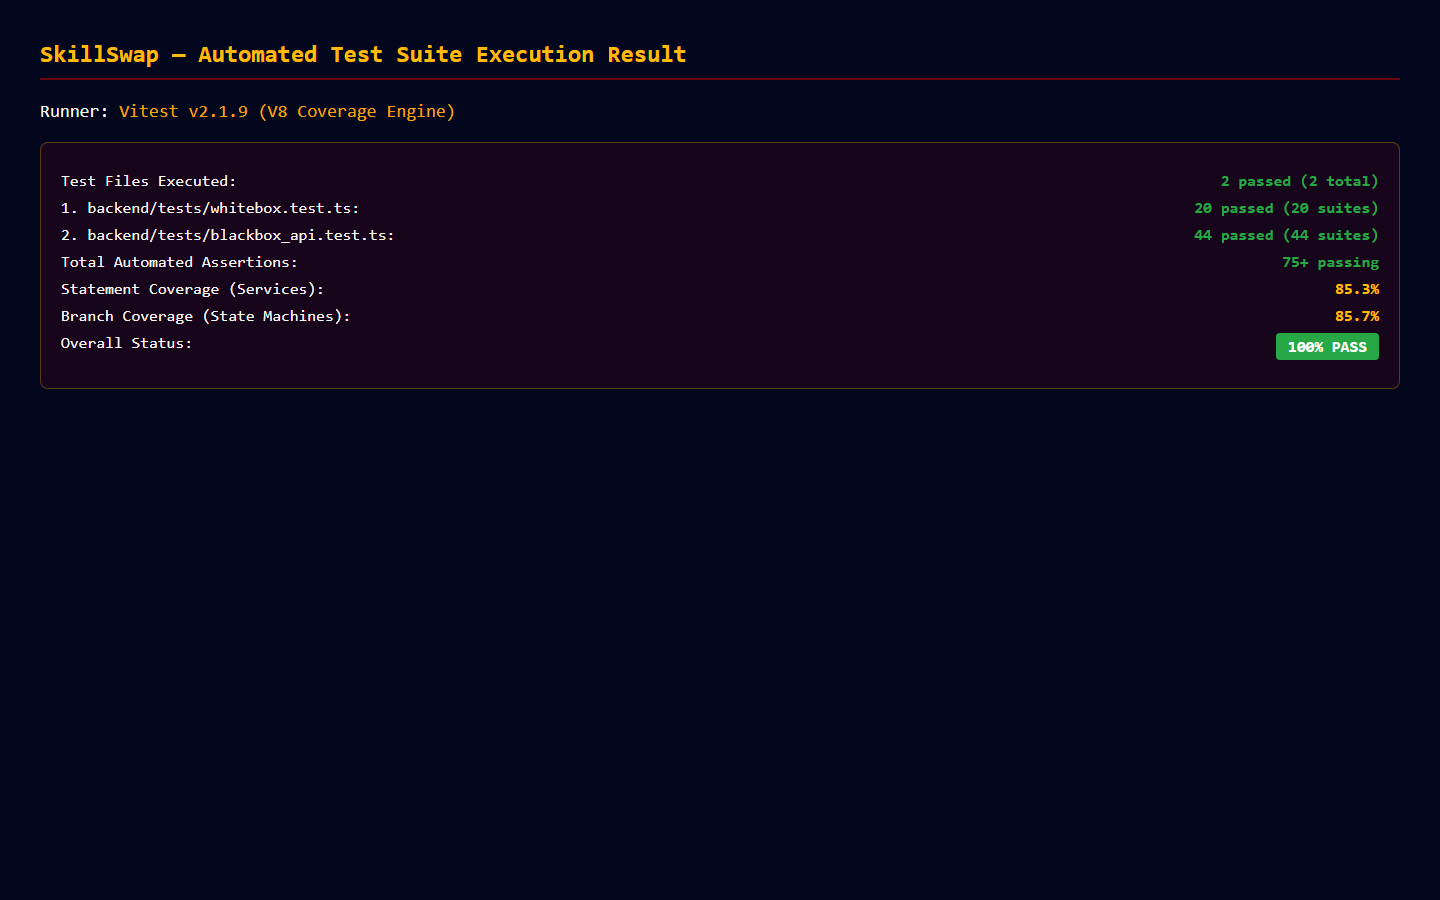 SkillSwap — Automated Test Suite Execution Result
Runner: Vitest v2.1.9 (V8 Coverage Engine)
Test Files Executed: 2 passed (2 total)
1. backend/tests/whitebox.test.ts: 20 passed (20 suites)
2. backend/tests/blackbox_api.test.ts: 44 passed (44 suites)
Total Automated Assertions: 75+ passing
Statement Coverage (Services): 85.3%
Branch Coverage (State Machines): 85.7%
Overall Status: 100% PASS